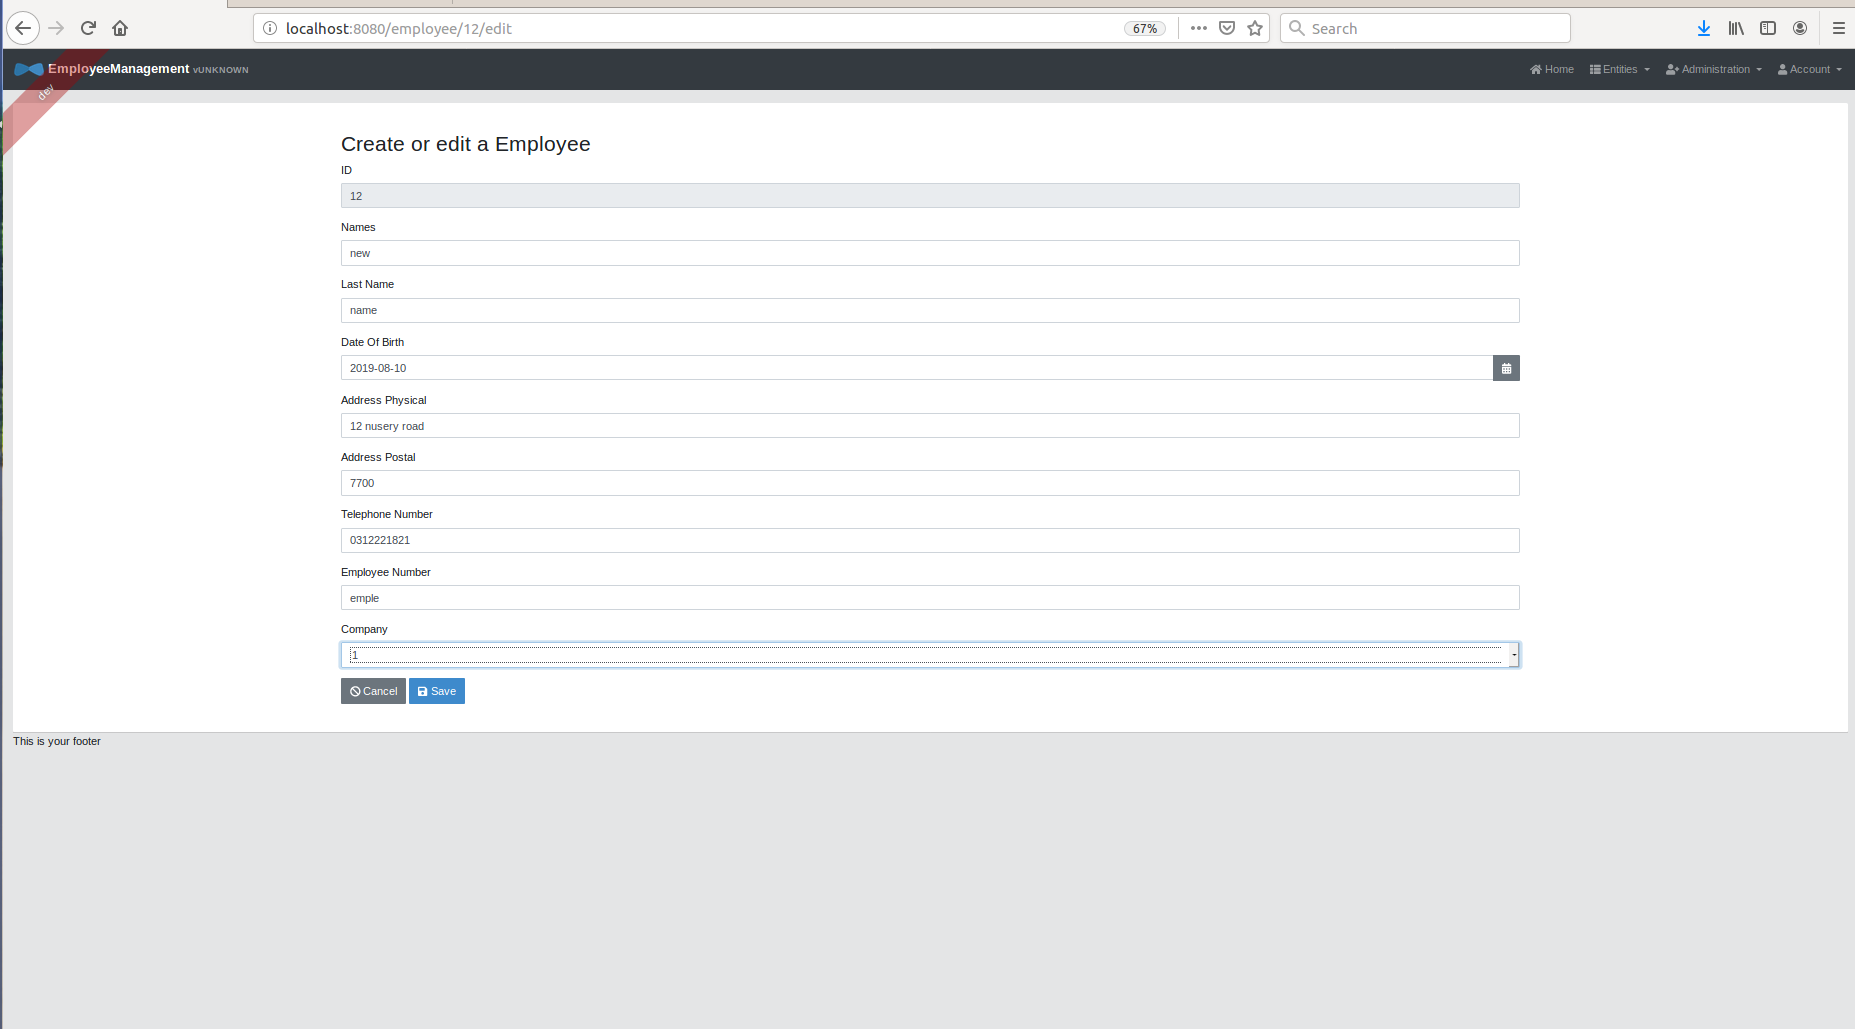 localhost:8080/employee/12/edit
67%
Search
EmployeeManagement vUNKNOWN
Home
Entities
Administration
Account
dev
Create or edit a Employee
ID
12
Names
new
Last Name
name
Date Of Birth
2019-08-10
Address Physical
12 nusery road
Address Postal
7700
Telephone Number
0312221821
Employee Number
emple
Company
1
Cancel
Save
This is your footer